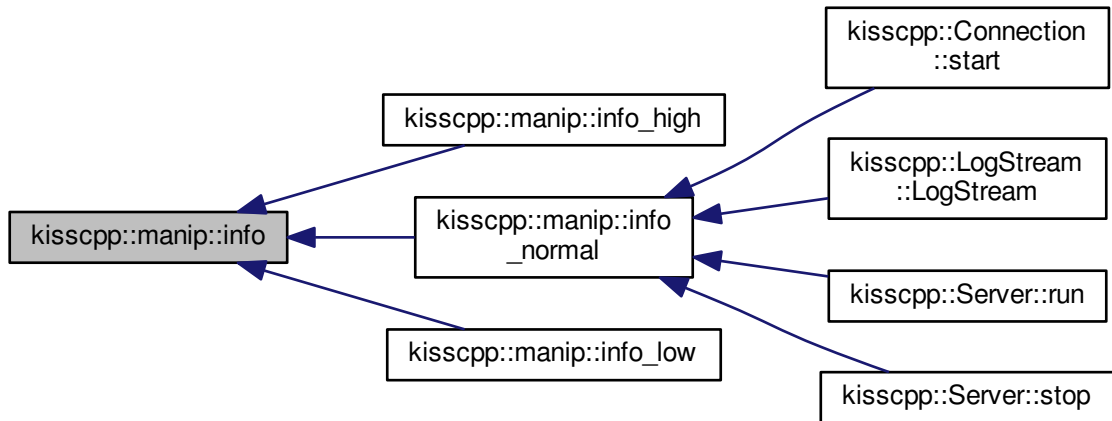 kisscpp::manip::info
kisscpp::manip::info_high
kisscpp::manip::info
_normal
kisscpp::manip::info_low
kisscpp::Connection
::start
kisscpp::LogStream
::LogStream
kisscpp::Server::run
kisscpp::Server::stop